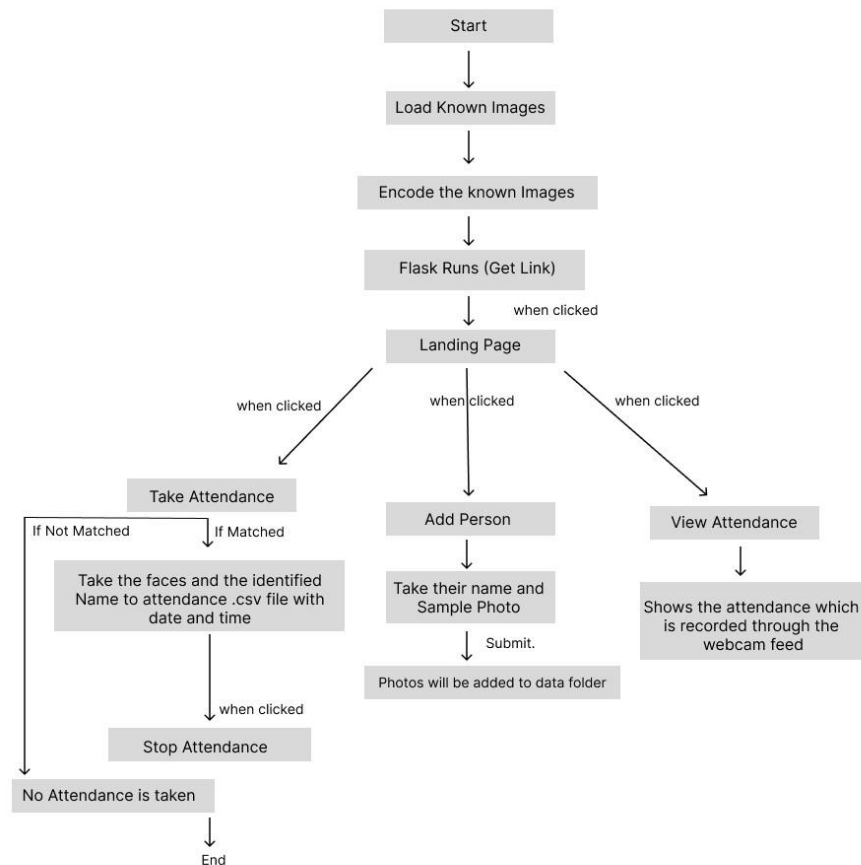 Start
Load Known Images
Encode the known Images
Flask Runs (Get Link)
when clicked
Landing Page
when clicked
when clicked
when clicked
Take Attendance
Add Person
View Attendance
If Not Matched
If Matched
Take the faces and the identified
Name to attendance .csv file with
date and time
Take their name and
Sample Photo
Shows the attendance which
is recorded through the
webcam feed
Submit.
Photos will be added to data folder
when clicked
Stop Attendance
No Attendance is taken
End